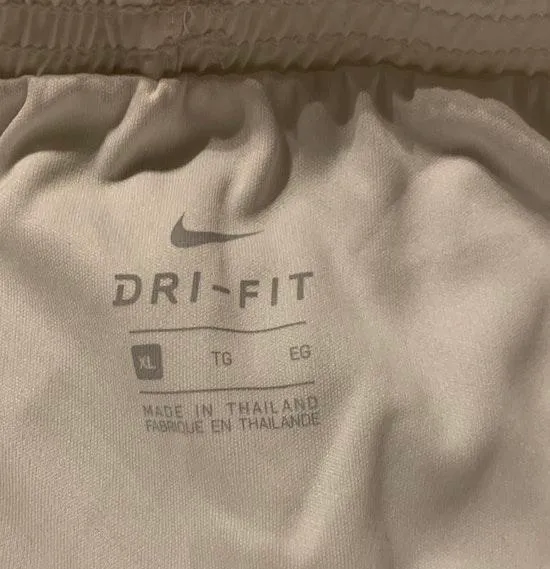 DRI-FIT
XL TG EG
MADE IN THAILAND
FABRIQUE EN THAILANDE